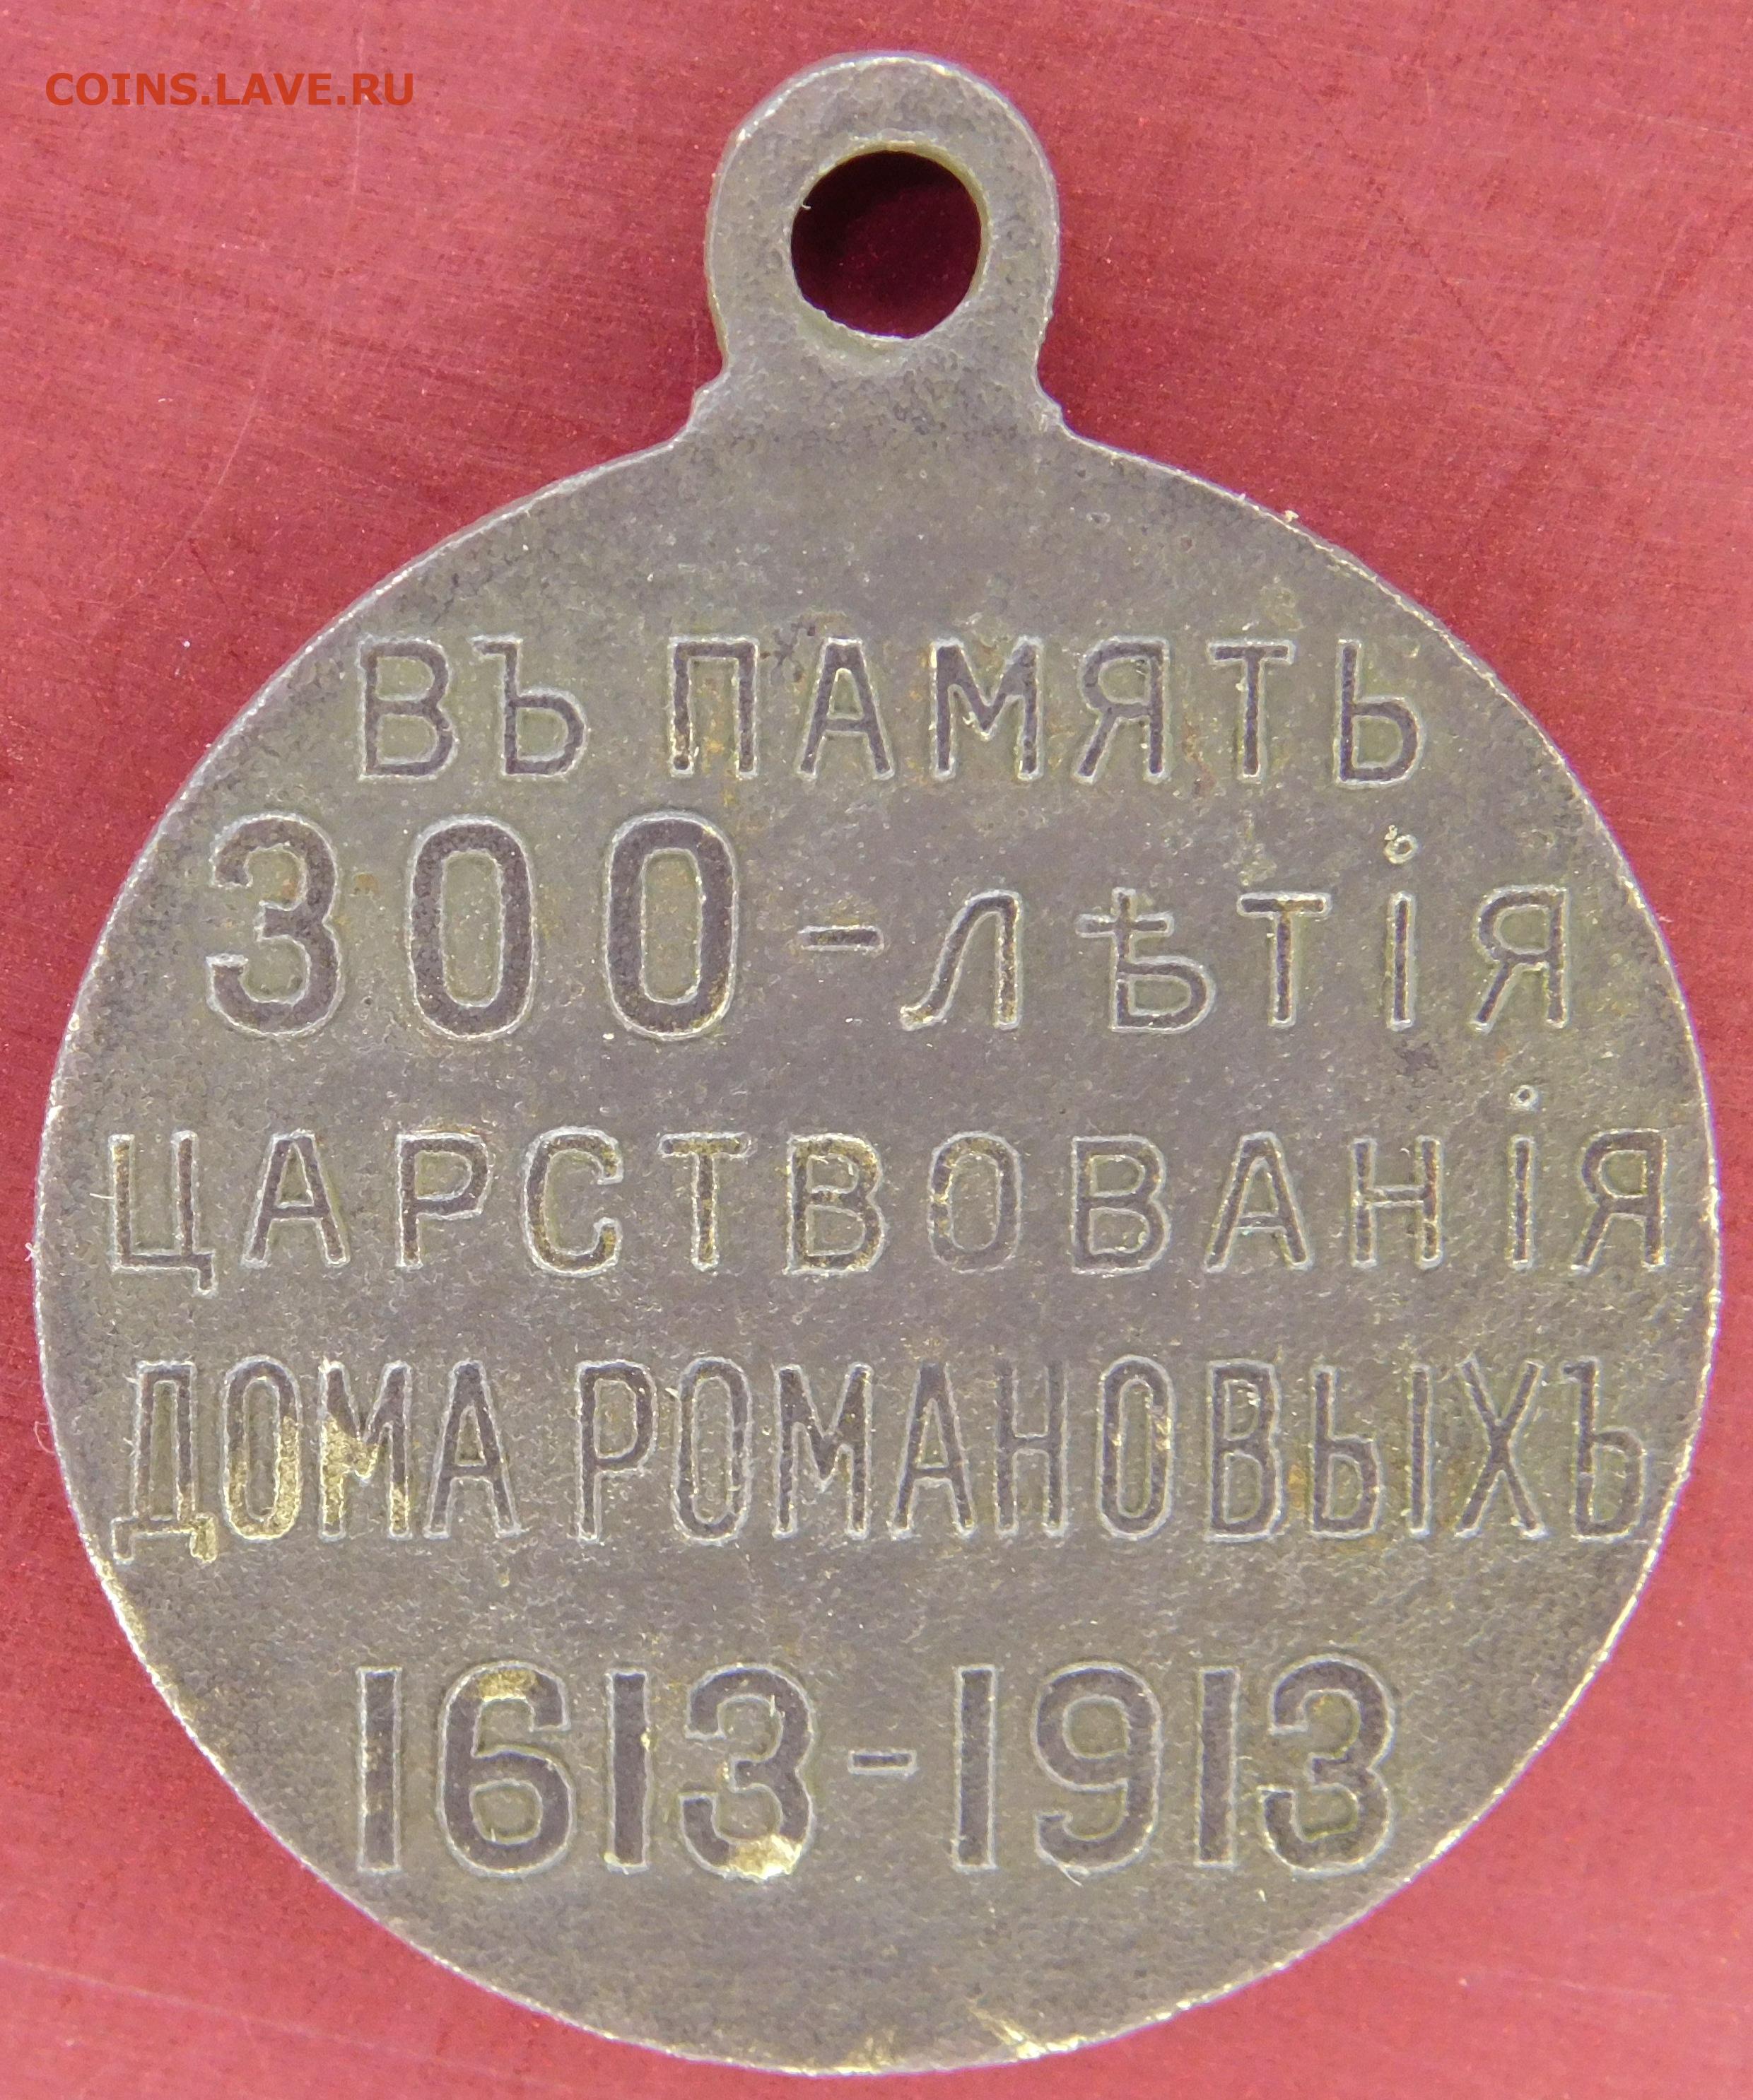 COINS.LAVE.RU
ВЪ ПАМЯТЬ
300-ЛѢТІЯ
ЦАРСТВОВАНІЯ
ДОМА РОМАНОВЫХЪ
1613-1913